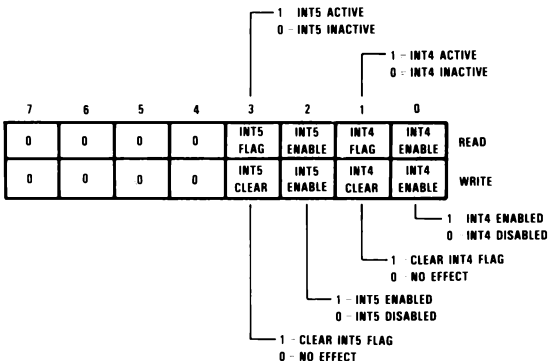 1 INT5 ACTIVE
0 - INT5 INACTIVE
1 - INT4 ACTIVE
0 - INT4 INACTIVE
7 6 5 4 3 2 1 0
0 0 0 0 INT5 FLAG INT5 ENABLE INT4 FLAG INT4 ENABLE READ
0 0 0 0 INT5 CLEAR INT5 ENABLE INT4 CLEAR INT4 ENABLE WRITE
1 INT4 ENABLED
0 INT4 DISABLED
1 - CLEAR INT4 FLAG
0 - NO EFFECT
1 - INT5 ENABLED
0 - INT5 DISABLED
1 - CLEAR INT5 FLAG
0 - NO EFFECT